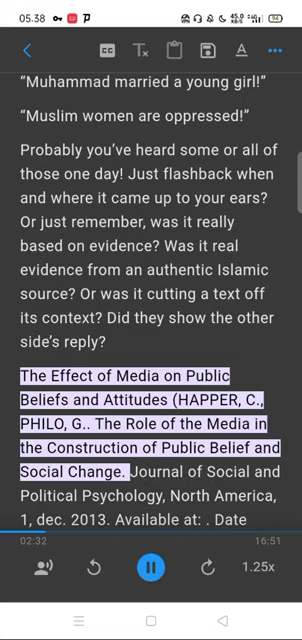 05.38
45.0
KB/S
94
“Muhammad married a young girl!”
“Muslim women are oppressed!”
Probably you’ve heard some or all of
those one day! Just flashback when
and where it came up to your ears?
Or just remember, was it really
based on evidence? Was it real
evidence from an authentic Islamic
source? Or was it cutting a text off
its context? Did they show the other
side’s reply?
The Effect of Media on Public
Beliefs and Attitudes (HAPPER, C.,
PHILO, G.. The Role of the Media in
the Construction of Public Belief and
Social Change. Journal of Social and
Political Psychology, North America,
1, dec. 2013. Available at: . Date
02:32 16:51
1.25x